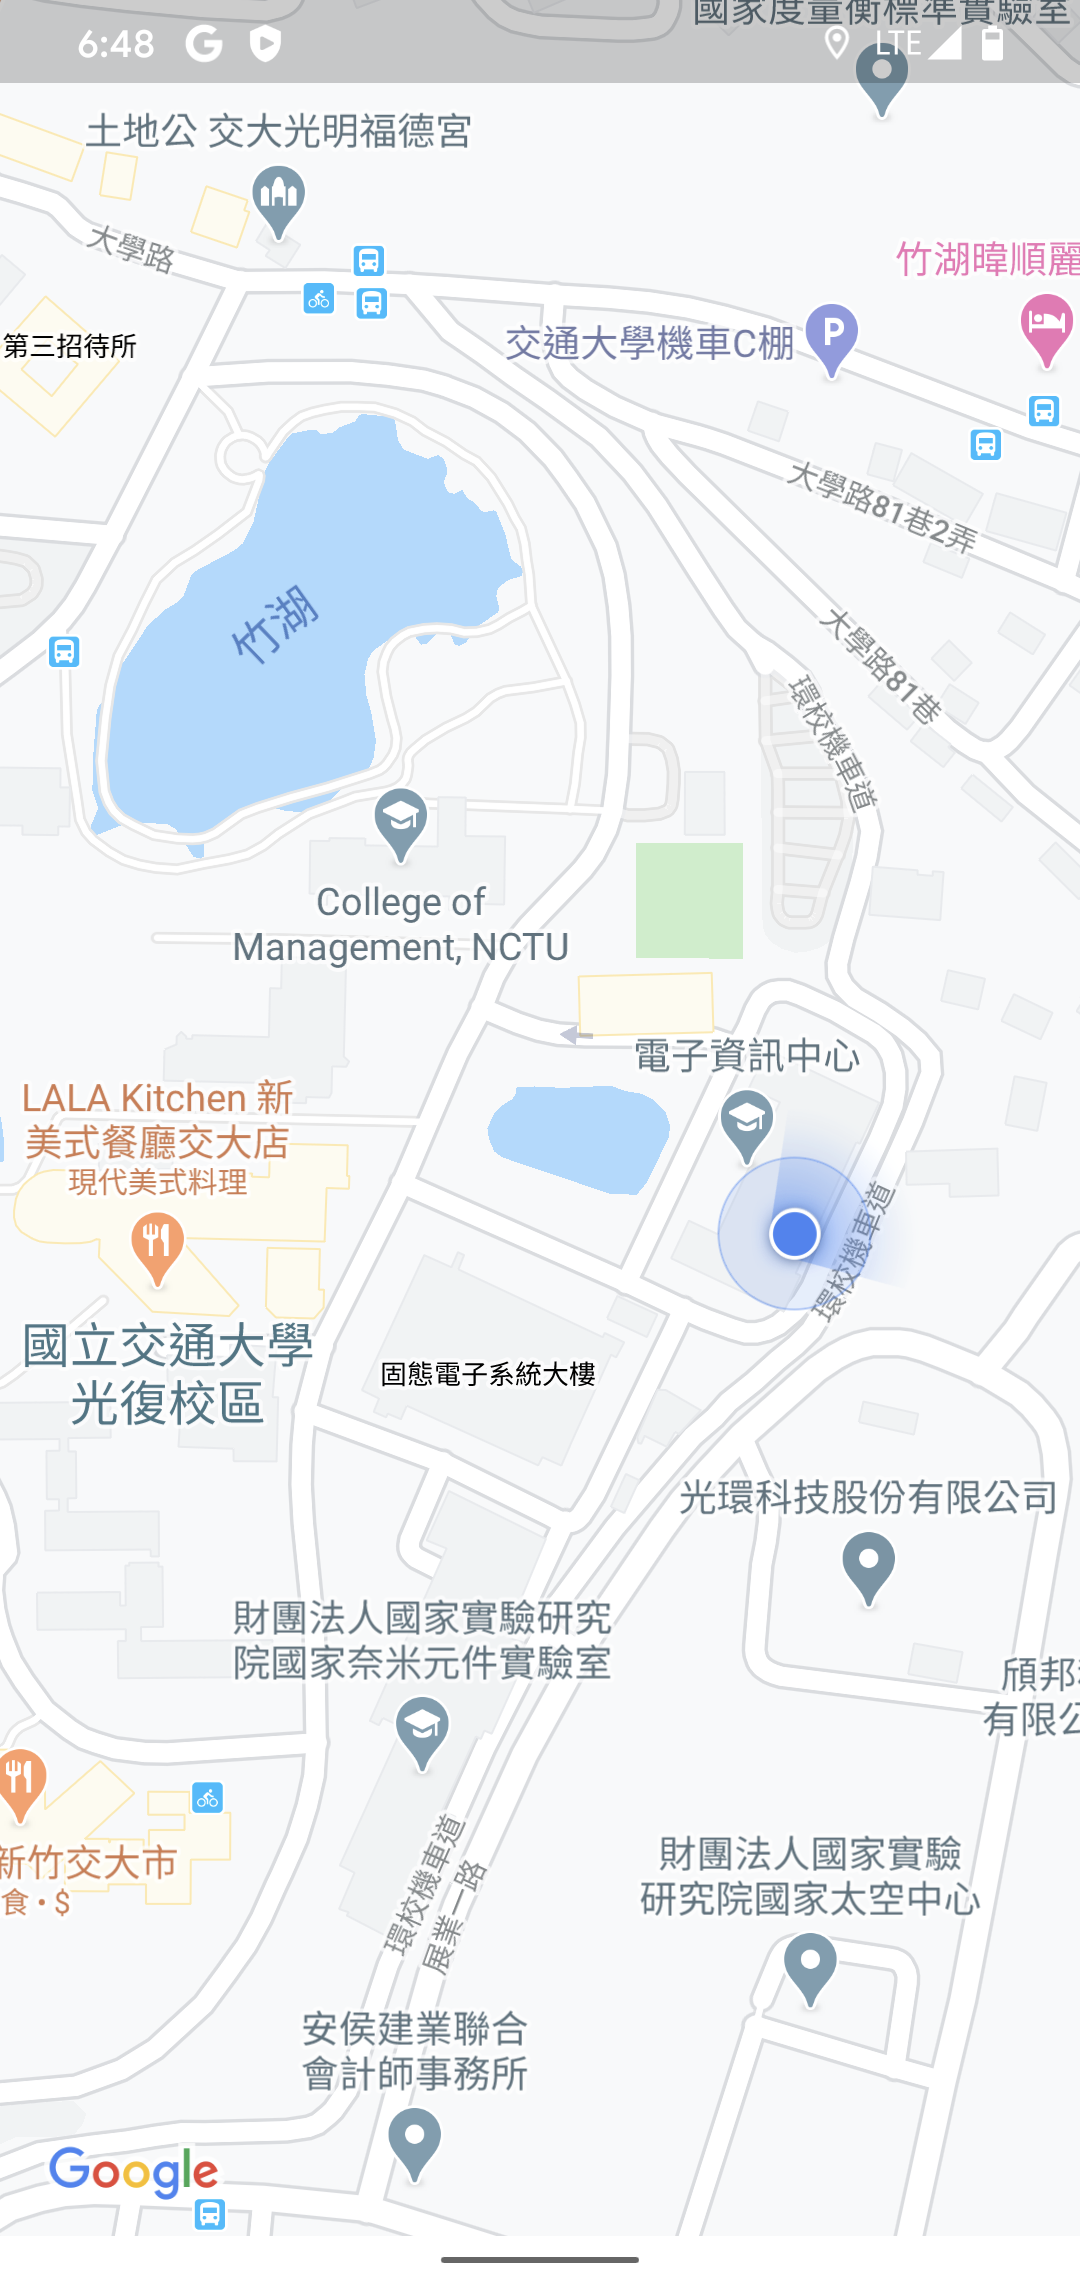 國家度量衡標準實驗室
6:48
LTE
土地公 交大光明福德宮
大學路
竹湖暐順麗
第三招待所
交通大學機車C棚
大學路81巷2弄
竹湖
大學路81巷
環校機車道
College of
Management, NCTU
電子資訊中心
LALA Kitchen 新
美式餐廳交大店
現代美式料理
環校機車道
國立交通大學
光復校區
固態電子系統大樓
光環科技股份有限公司
財團法人國家實驗研究
院國家奈米元件實驗室
頎邦
有限公
新竹交大市
食・$
環校機車道
展業一路
財團法人國家實驗
研究院國家太空中心
安侯建業聯合
會計師事務所
Google